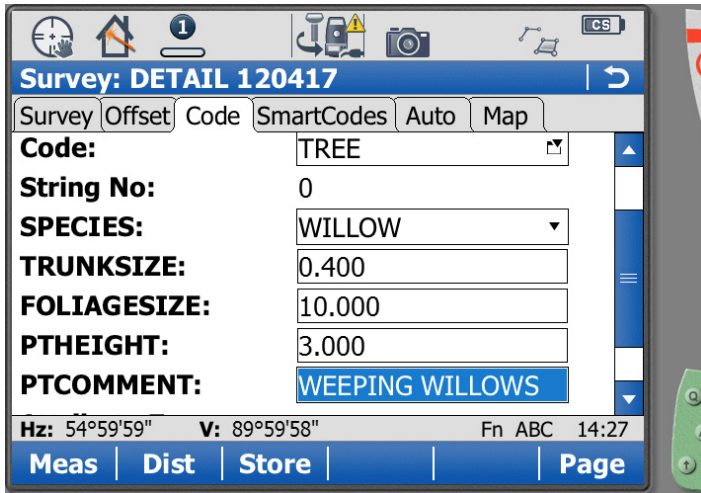 1
CS
Survey: DETAIL 120417
Survey Offset Code SmartCodes Auto Map
Code: TREE
String No: 0
SPECIES: WILLOW
TRUNKSIZE: 0.400
FOLIAGESIZE: 10.000
PTHEIGHT: 3.000
PTCOMMENT: WEEPING WILLOWS
Hz: 54°59'59" V: 89°59'58" Fn ABC 14:27
Meas Dist Store Page